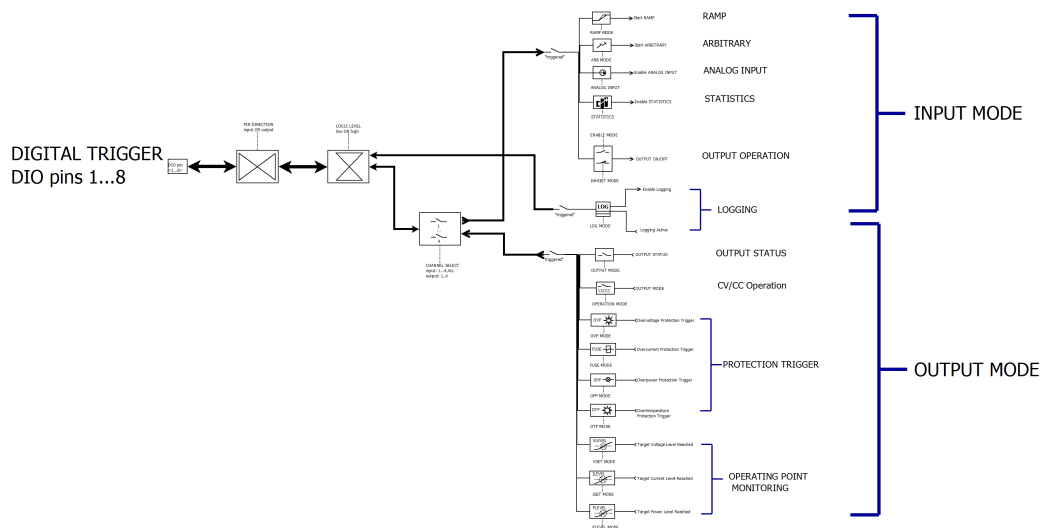 DIGITAL TRIGGER
DIO pins 1...8
DIO pin
<1...8>
PIN DIRECTION
input OR output
LOGIC LEVEL
low OR high
1
...
4
CHANNEL SELECT
input: 1...4,ALL
output: 1..4
"triggered"
Start RAMP
RAMP MODE
RAMP
Start ARBITRARY
ARB MODE
ARBITRARY
Enable ANALOG INPUT
ANALOG INPUT
ANALOG INPUT
Enable STATISTICS
STATISTICS
STATISTICS
ENABLE MODE
OUTPUT ON/OFF
INHIBIT MODE
OUTPUT OPERATION
INPUT MODE
"triggered"
Enable Logging
LOG
Logging Active
LOG MODE
LOGGING
"triggered"
OUTPUT STATUS
OUTPUT MODE
OUTPUT STATUS
CV/CC
OUTPUT MODE
OPERATION MODE
CV/CC Operation
OVP
Overvoltage Protection Trigger
OVP MODE
FUSE
Overcurrent Protection Trigger
FUSE MODE
OPP
Overpower Protection Trigger
OPP MODE
OTP
Overtemperature
Protection Trigger
OTP MODE
PROTECTION TRIGGER
VLEVEL
Target Voltage Level Reached
VSET MODE
ILEVEL
Target Current Level Reached
ISET MODE
PLEVEL
Target Power Level Reached
PLEVEL MODE
OPERATING POINT
MONITORING
OUTPUT MODE